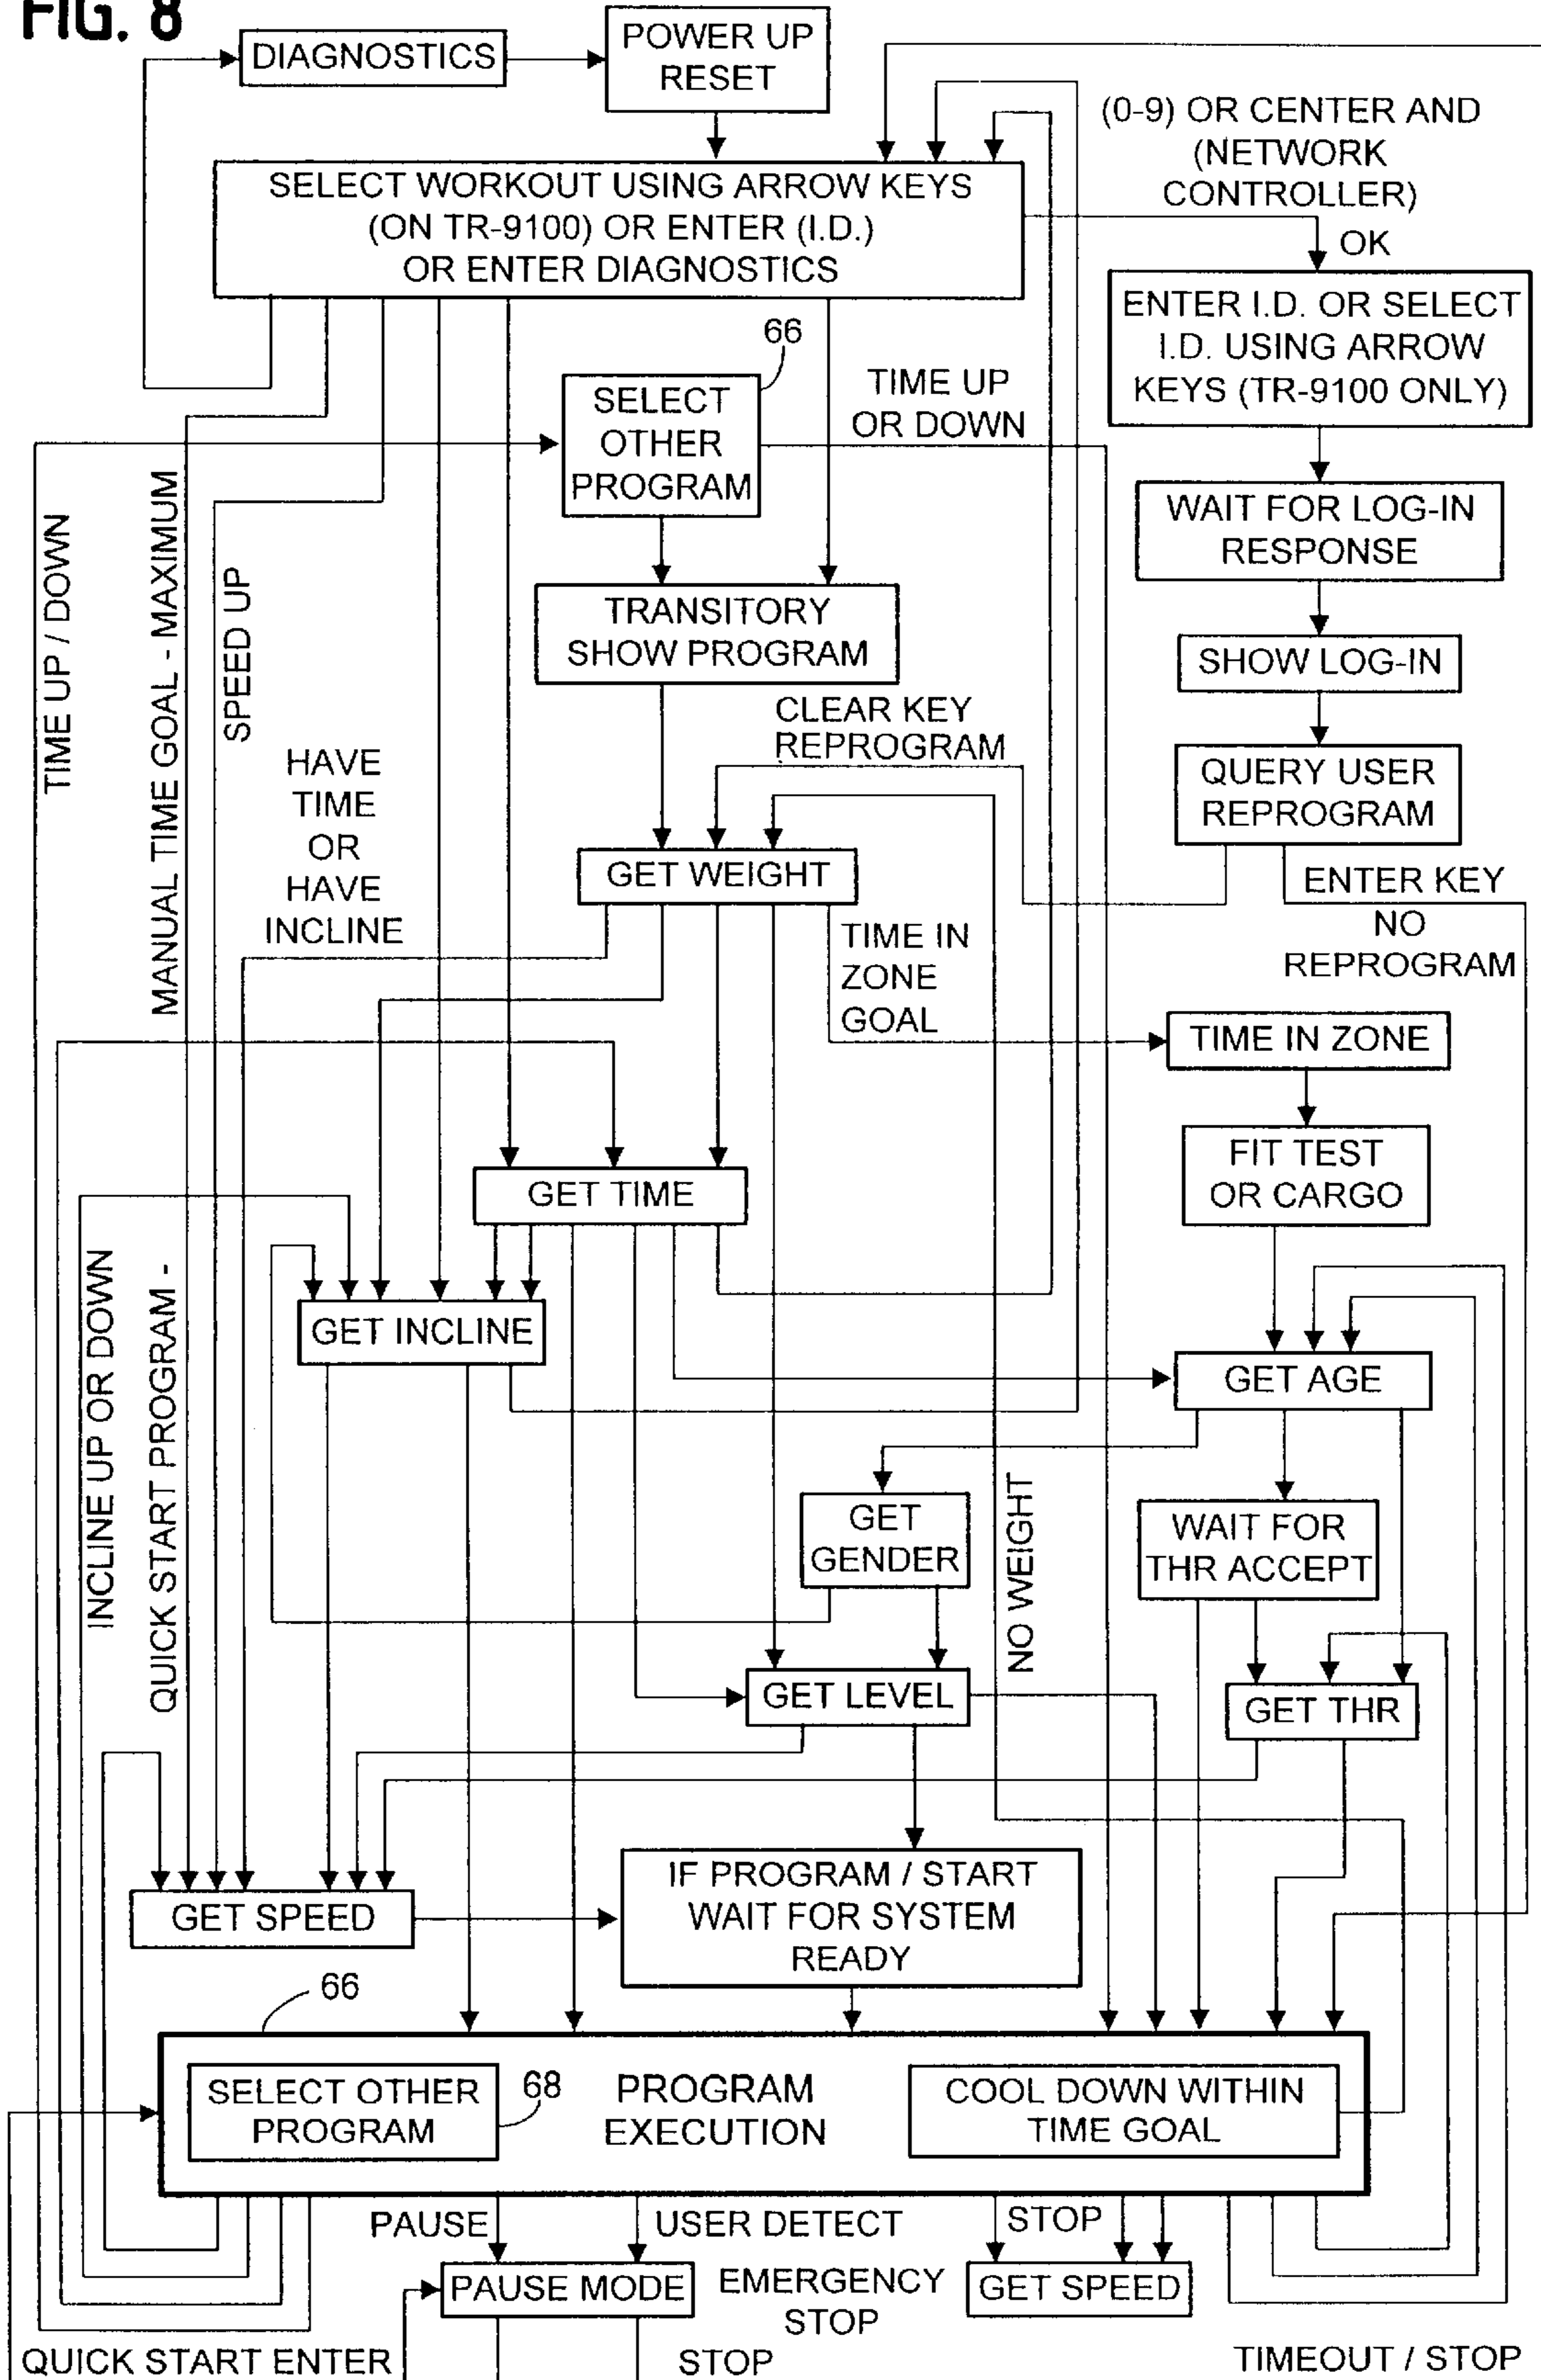 FIG. 8
DIAGNOSTICS
POWER UP
RESET
(0-9) OR CENTER AND
(NETWORK
CONTROLLER)
OK
SELECT WORKOUT USING ARROW KEYS
(ON TR-9100) OR ENTER (I.D.)
OR ENTER DIAGNOSTICS
ENTER I.D. OR SELECT
I.D. USING ARROW
KEYS (TR-9100 ONLY)
66
SELECT
OTHER
PROGRAM
TIME UP
OR DOWN
WAIT FOR LOG-IN
RESPONSE
TIME UP / DOWN
MANUAL TIME GOAL - MAXIMUM
SPEED UP
TRANSITORY
SHOW PROGRAM
SHOW LOG-IN
CLEAR KEY
REPROGRAM
QUERY USER
REPROGRAM
HAVE
TIME
OR
HAVE
INCLINE
GET WEIGHT
ENTER KEY
NO
REPROGRAM
TIME IN
ZONE
GOAL
TIME IN ZONE
FIT TEST
OR CARGO
GET TIME
INCLINE UP OR DOWN
QUICK START PROGRAM -
GET INCLINE
GET AGE
GET
GENDER
NO WEIGHT
WAIT FOR
THR ACCEPT
GET LEVEL
GET THR
IF PROGRAM / START
WAIT FOR SYSTEM
READY
GET SPEED
66
SELECT OTHER
PROGRAM
68
PROGRAM
EXECUTION
COOL DOWN WITHIN
TIME GOAL
PAUSE
USER DETECT
STOP
PAUSE MODE
EMERGENCY
STOP
GET SPEED
QUICK START ENTER
STOP
TIMEOUT / STOP